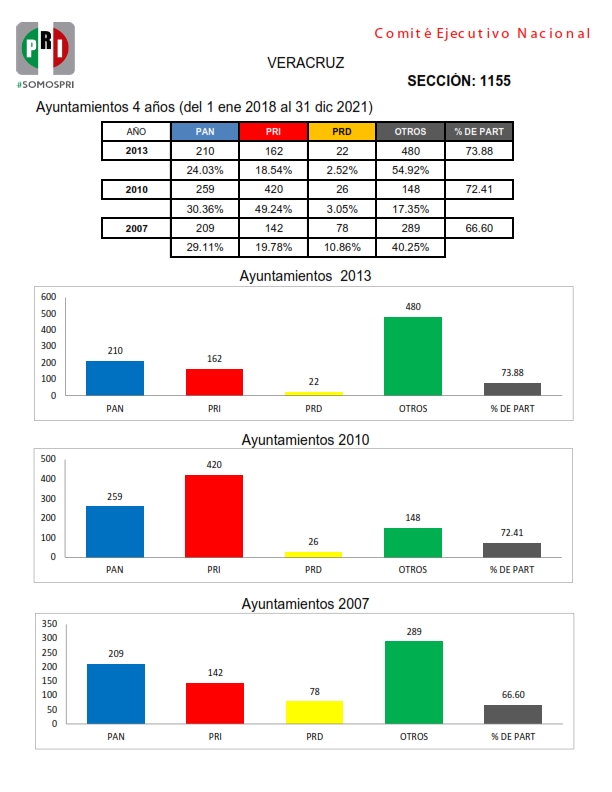 Comité Ejecutivo Nacional
PRI
#SOMOSPRI
VERACRUZ
SECCIÓN: 1155
Ayuntamientos 4 años (del 1 ene 2018 al 31 dic 2021)
AÑO PAN PRI PRD OTROS % DE PART
2013 210 162 22 480 73.88
24.03% 18.54% 2.52% 54.92%
2010 259 420 26 148 72.41
30.36% 49.24% 3.05% 17.35%
2007 209 142 78 289 66.60
29.11% 19.78% 10.86% 40.25%
Ayuntamientos 2013
600
500
400
300
200
100
0
210
162
22
480
73.88
PAN PRI PRD OTROS % DE PART
Ayuntamientos 2010
500
400
300
200
100
0
259
420
26
148
72.41
PAN PRI PRD OTROS % DE PART
Ayuntamientos 2007
350
300
250
200
150
100
50
0
209
142
78
289
66.60
PAN PRI PRD OTROS % DE PART